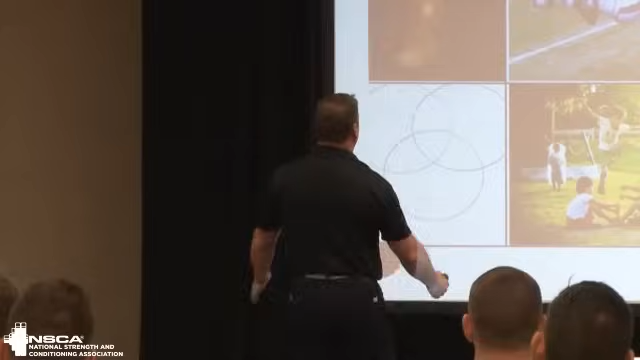 NSCA
NATIONAL STRENGTH AND
CONDITIONING ASSOCIATION